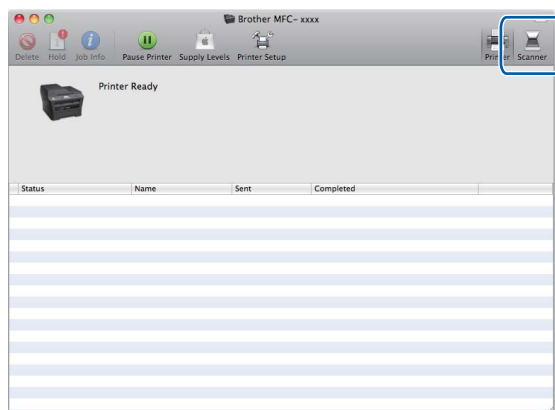 Brother MFC- xxxx
Delete Hold Job Info Pause Printer Supply Levels Printer Setup Printer Scanner
Printer Ready
Status Name Sent Completed